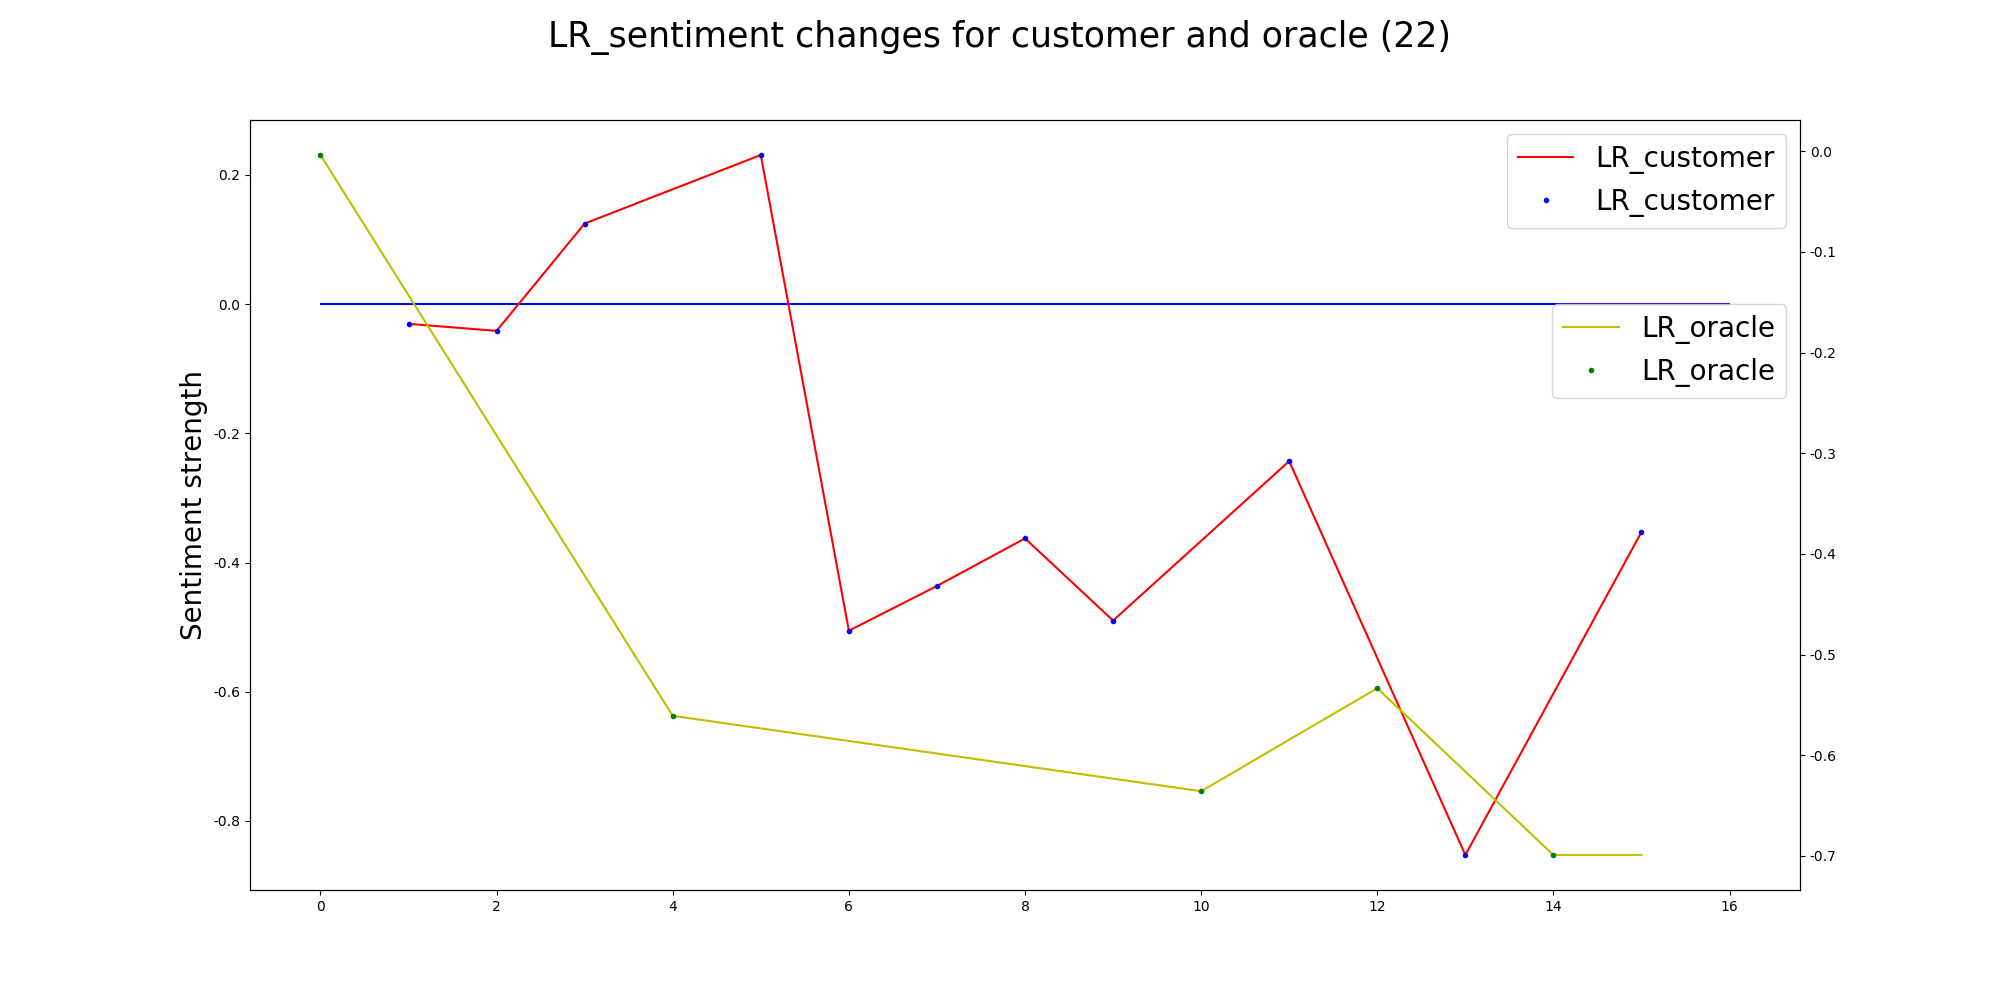 LR_sentiment changes for customer and oracle (22)
LR_customer
LR_customer
LR_oracle
LR_oracle
Sentiment strength
0.2
0.0
-0.2
-0.4
-0.6
-0.8
0.0
-0.1
-0.2
-0.3
-0.4
-0.5
-0.6
-0.7
0 2 4 6 8 10 12 14 16